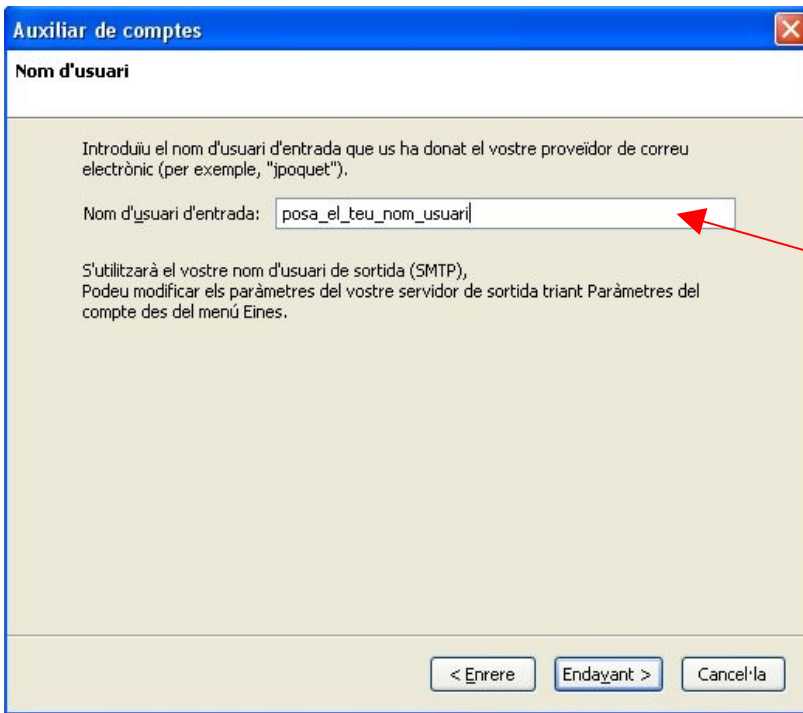 Auxiliar de comptes
Nom d'usuari
Introduïu el nom d'usuari d'entrada que us ha donat el vostre proveïdor de correu
electrònic (per exemple, "jpoquet").
Nom d'usuari d'entrada: posa_el_teu_nom_usuari
S'utilitzarà el vostre nom d'usuari de sortida (SMTP),
Podeu modificar els paràmetres del vostre servidor de sortida triant Paràmetres del
compte des del menú Eines.
< Enrere Endavant > Cancel·la